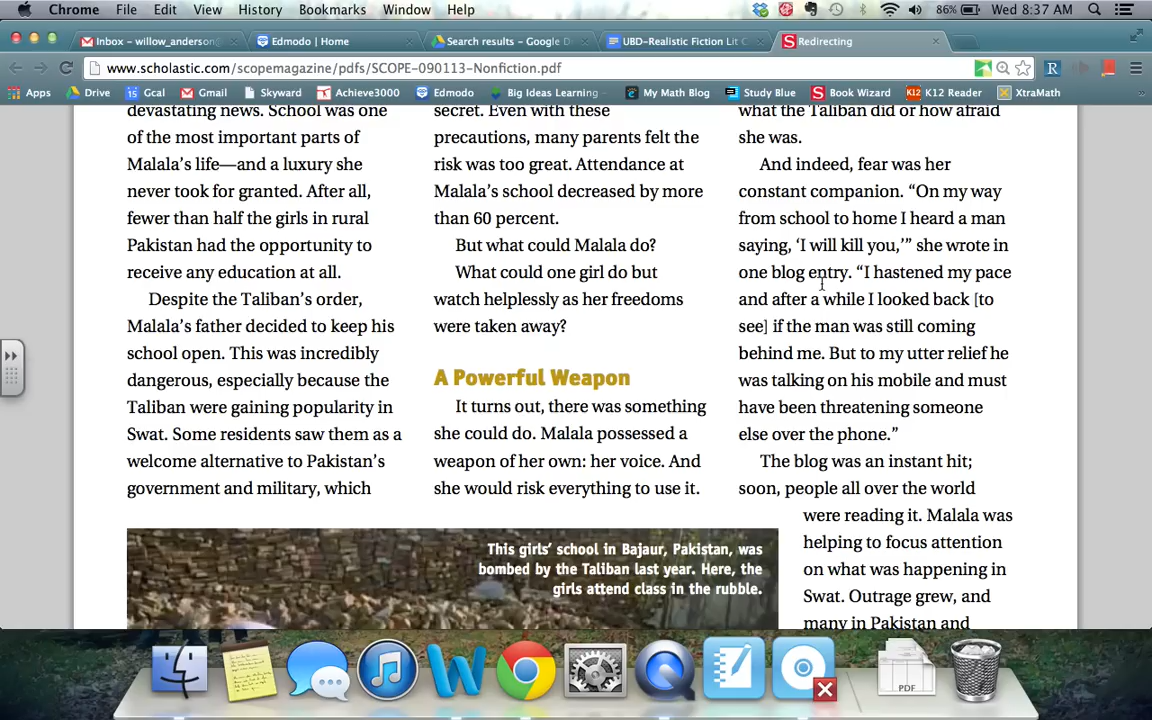 Chrome File Edit View History Bookmarks Window Help 86% Wed 8:37 AM
Inbox – willow_anderson@ Edmodo | Home Search results - Google D UBD-Realistic Fiction Lit C Redirecting
www.scholastic.com/scopemagazine/pdfs/SCOPE-090113-Nonfiction.pdf
Apps Drive Gcal Gmail Skyward Achieve3000 Edmodo Big Ideas Learning My Math Blog Study Blue Book Wizard K12 Reader XtraMath
devastating news. School was one
of the most important parts of
Malala's life—and a luxury she
never took for granted. After all,
fewer than half the girls in rural
Pakistan had the opportunity to
receive any education at all.
Despite the Taliban's order,
Malala's father decided to keep his
school open. This was incredibly
dangerous, especially because the
Taliban were gaining popularity in
Swat. Some residents saw them as a
welcome alternative to Pakistan's
government and military, which
secret. Even with these
precautions, many parents felt the
risk was too great. Attendance at
Malala's school decreased by more
than 60 percent.
But what could Malala do?
What could one girl do but
watch helplessly as her freedoms
were taken away?
A Powerful Weapon
It turns out, there was something
she could do. Malala possessed a
weapon of her own: her voice. And
she would risk everything to use it.
what the Taliban did or how afraid
she was.
And indeed, fear was her
constant companion. “On my way
from school to home I heard a man
saying, ‘I will kill you,’” she wrote in
one blog entry. “I hastened my pace
and after a while I looked back [to
see] if the man was still coming
behind me. But to my utter relief he
was talking on his mobile and must
have been threatening someone
else over the phone.”
The blog was an instant hit;
soon, people all over the world
were reading it. Malala was
helping to focus attention
on what was happening in
Swat. Outrage grew, and
many in Pakistan and
This girls' school in Bajaur, Pakistan, was
bombed by the Taliban last year. Here, the
girls attend class in the rubble.
PDF